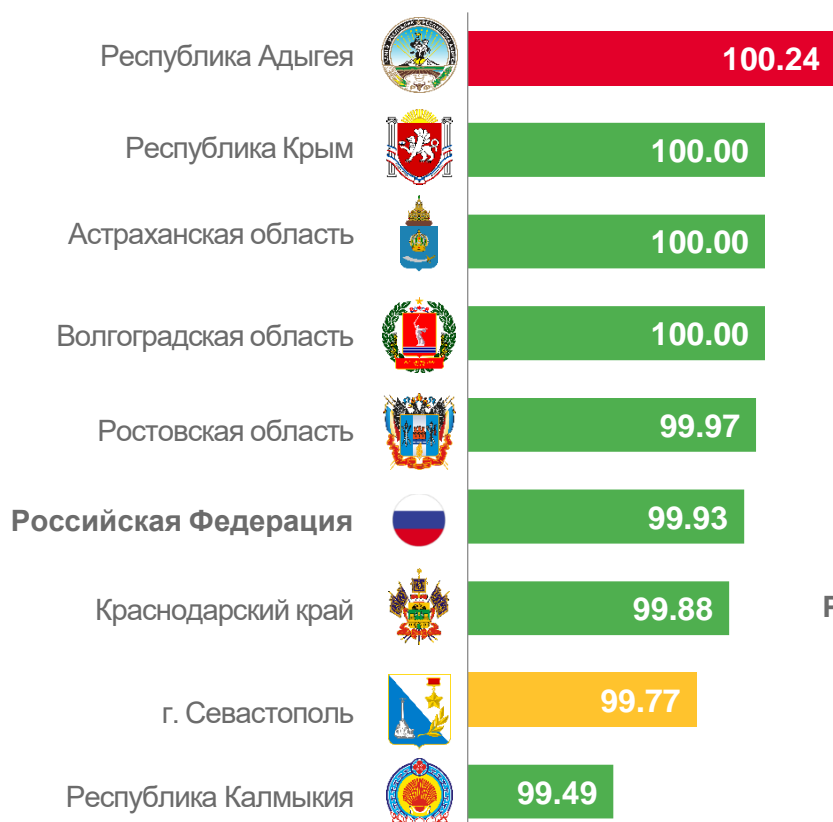 Республика Адыгея 100.24
Республика Крым 100.00
Астраханская область 100.00
Волгоградская область 100.00
Ростовская область 99.97
Российская Федерация 99.93
Краснодарский край 99.88
г. Севастополь 99.77
Республика Калмыкия 99.49